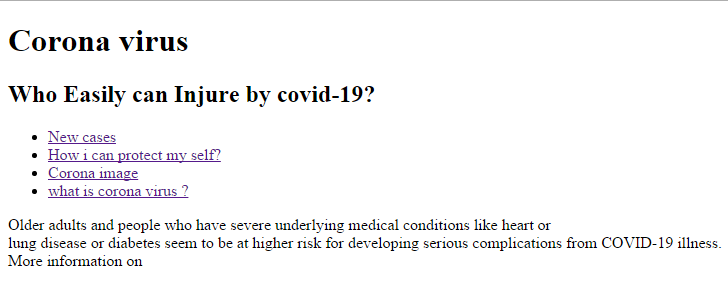 Corona virus
Who Easily can Injure by covid-19?
New cases
How i can protect my self?
Corona image
what is corona virus ?
Older adults and people who have severe underlying medical conditions like heart or
lung disease or diabetes seem to be at higher risk for developing serious complications from COVID-19 illness.
More information on